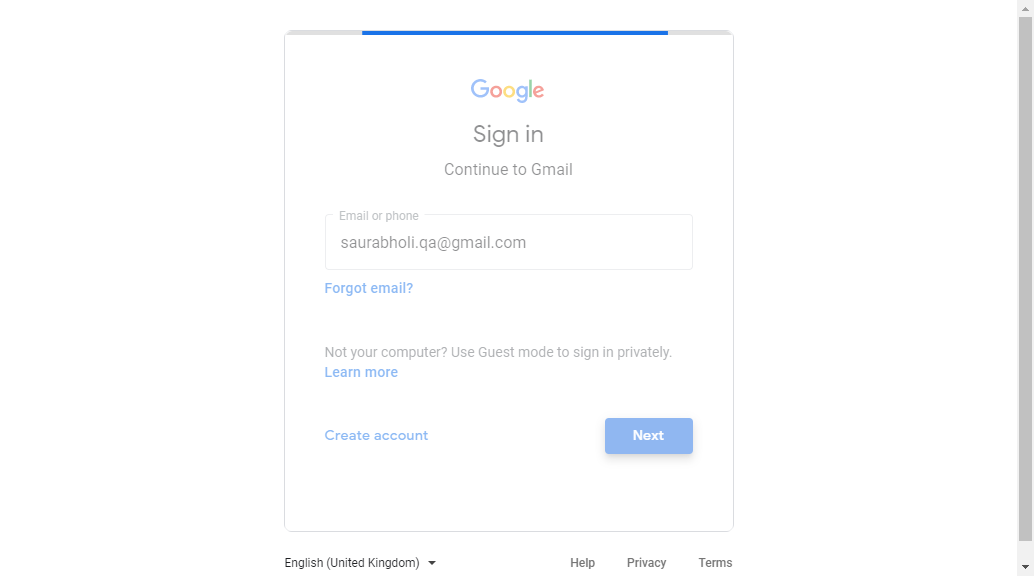 Google
Sign in
Continue to Gmail
Email or phone
saurabholi.qa@gmail.com
Forgot email?
Not your computer? Use Guest mode to sign in privately.
Learn more
Create account
Next
English (United Kingdom)
Help
Privacy
Terms